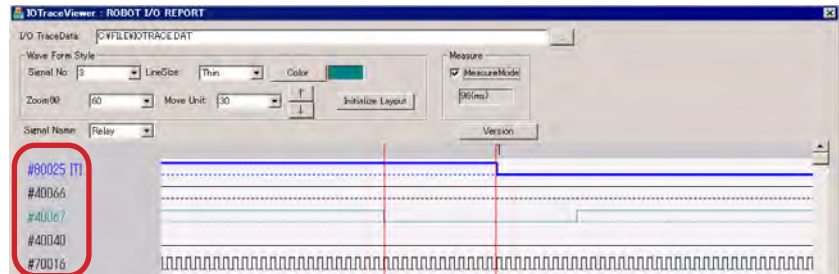 IOTraceViewer : ROBOT I/O REPORT
I/O TraceData: C:¥FILE¥IOTRACE.DAT ...
Wave Form Style
Measure
Signal No: 3 LineSize: Thin Color
MeasureMode
Zoom(%): 60 Move Unit: 30 ↑ ↓ Initialize Layout
96(ms)
Signal Name: Relay
Version
T
#80025 [T]
#40066
#40067
#40040
#70016